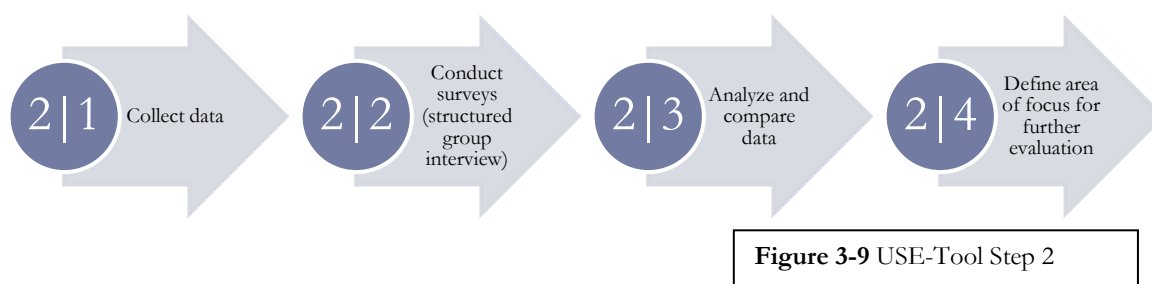 2|1
Collect data
2|2
Conduct
surveys
(structured
group
interview)
2|3
Analyze and
compare
data
2|4
Define area
of focus for
further
evaluation
Figure 3-9 USE-Tool Step 2